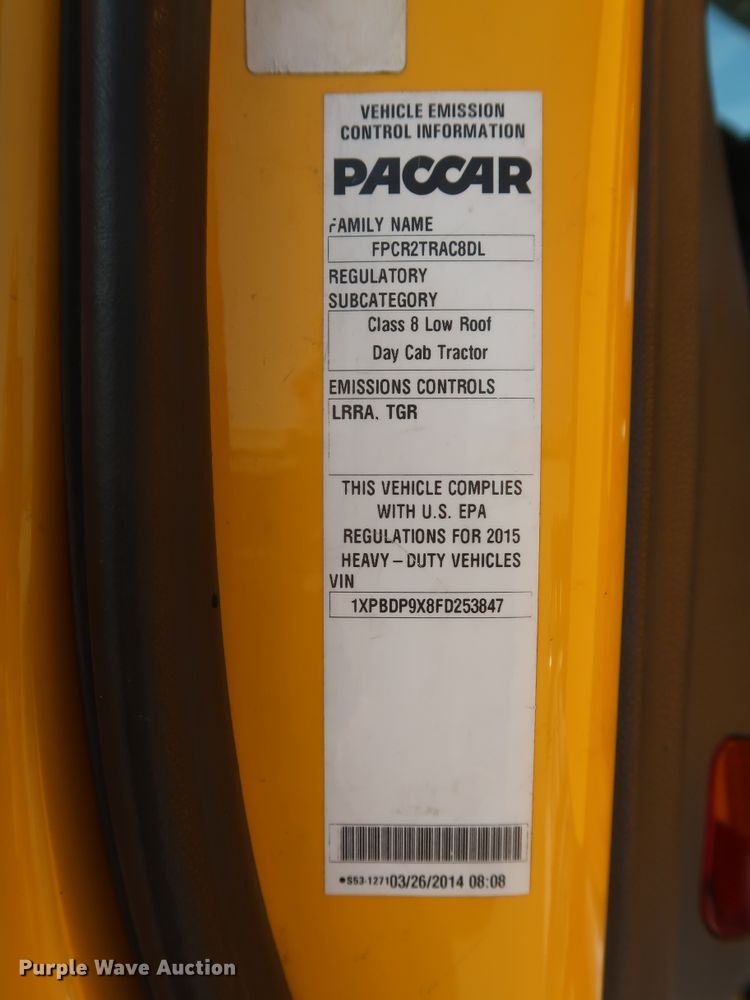 VEHICLE EMISSION
CONTROL INFORMATION
PACCAR
FAMILY NAME
FPCR2TRAC8DL
REGULATORY
SUBCATEGORY
Class 8 Low Roof
Day Cab Tractor
EMISSIONS CONTROLS
LRRA, TGR
THIS VEHICLE COMPLIES
WITH U.S. EPA
REGULATIONS FOR 2015
HEAVY – DUTY VEHICLES
VIN
1XPBDP9X8FD253847
*S53-1271 03/26/2014 08:08
Purple Wave Auction